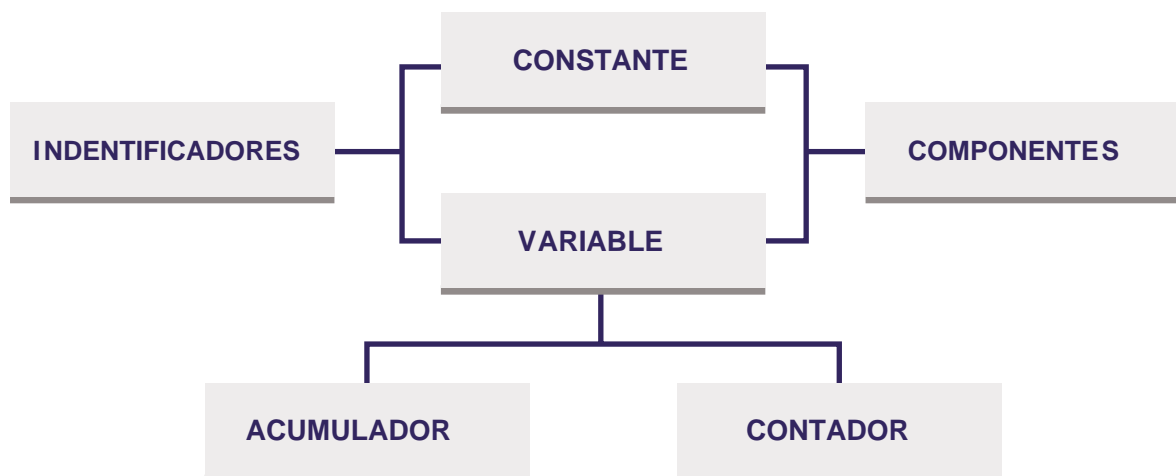 CONSTANTE
INDENTIFICADORES
COMPONENTES
VARIABLE
ACUMULADOR
CONTADOR